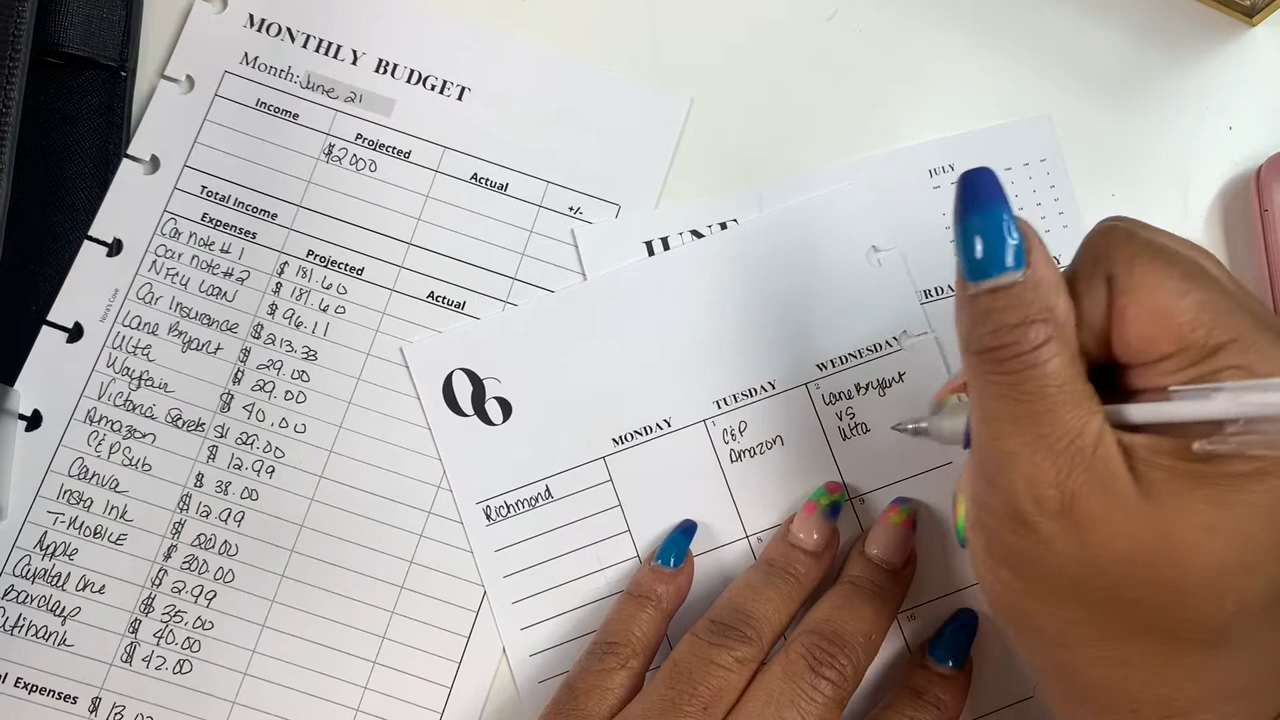 MONTHLY BUDGET
Month: June 21
Income Projected Actual +/-
$2000
Total Income
Expenses Projected Actual
Car note #1 $181.60
Car note #2 $181.60
NFCU LOAN $96.11
Car Insurance $213.33
Lane Bryant $29.00
Ulta $29.00
Wayfair $40.00
Victoria Secrets $129.00
Amazon $12.99
C&P Sub $38.00
Canva $12.99
Insta Ink $20.00
T-MOBILE $300.00
Apple $2.99
Capital One $35.00
Barclays $40.00
Citibank $42.00
Expenses
Nora's Cove
JUNE
JULY
06
MONDAY TUESDAY WEDNESDAY
Richmond
1
C&P
Amazon
2
Lane Bryant
VS
Ulta
8
9
16